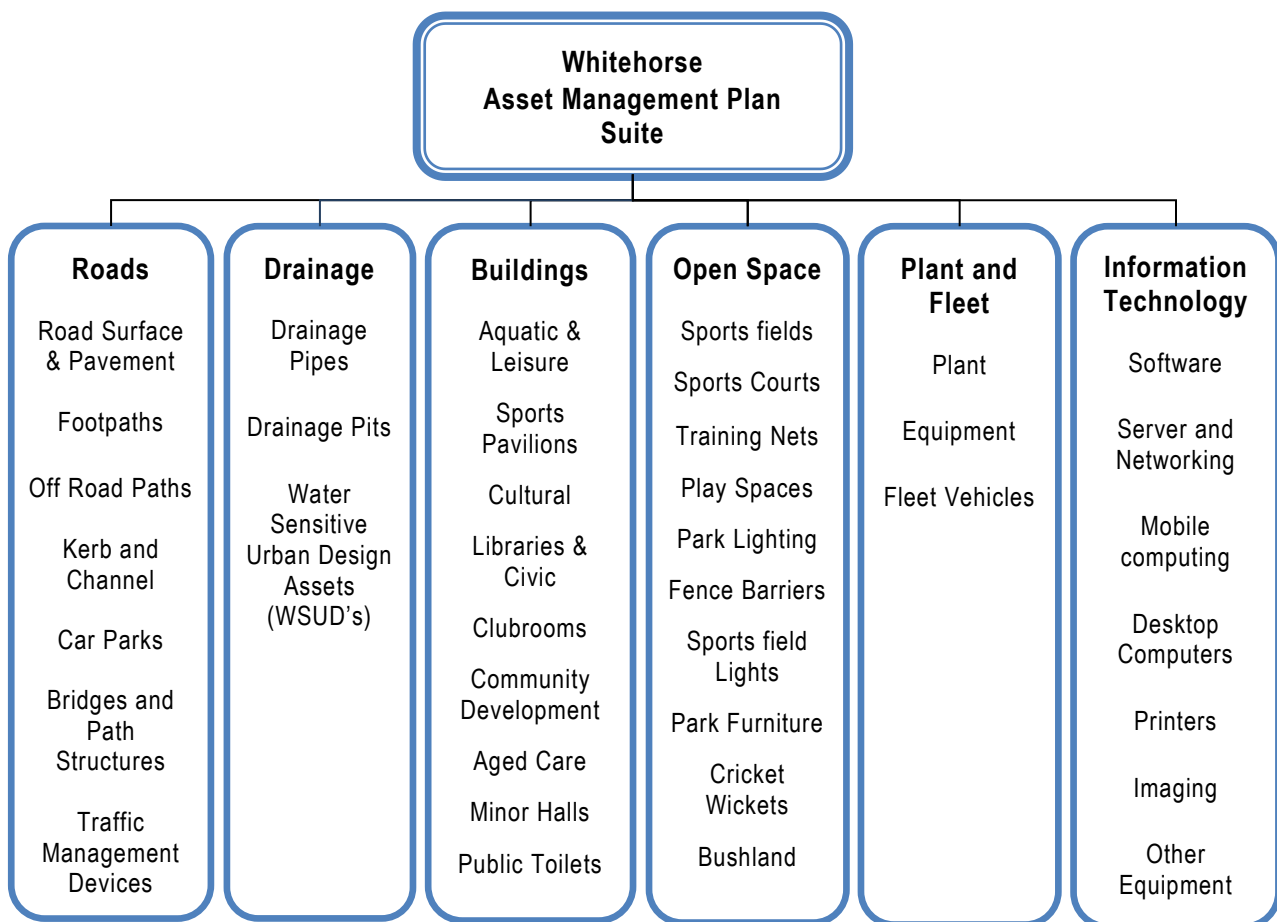 Whitehorse
Asset Management Plan
Suite
Roads
Road Surface
& Pavement
Footpaths
Off Road Paths
Kerb and
Channel
Car Parks
Bridges and
Path
Structures
Traffic
Management
Devices
Drainage
Drainage
Pipes
Drainage Pits
Water
Sensitive
Urban Design
Assets
(WSUD’s)
Buildings
Aquatic &
Leisure
Sports
Pavilions
Cultural
Libraries &
Civic
Clubrooms
Community
Development
Aged Care
Minor Halls
Public Toilets
Open Space
Sports fields
Sports Courts
Training Nets
Play Spaces
Park Lighting
Fence Barriers
Sports field
Lights
Park Furniture
Cricket
Wickets
Bushland
Plant and
Fleet
Plant
Equipment
Fleet Vehicles
Information
Technology
Software
Server and
Networking
Mobile
computing
Desktop
Computers
Printers
Imaging
Other
Equipment